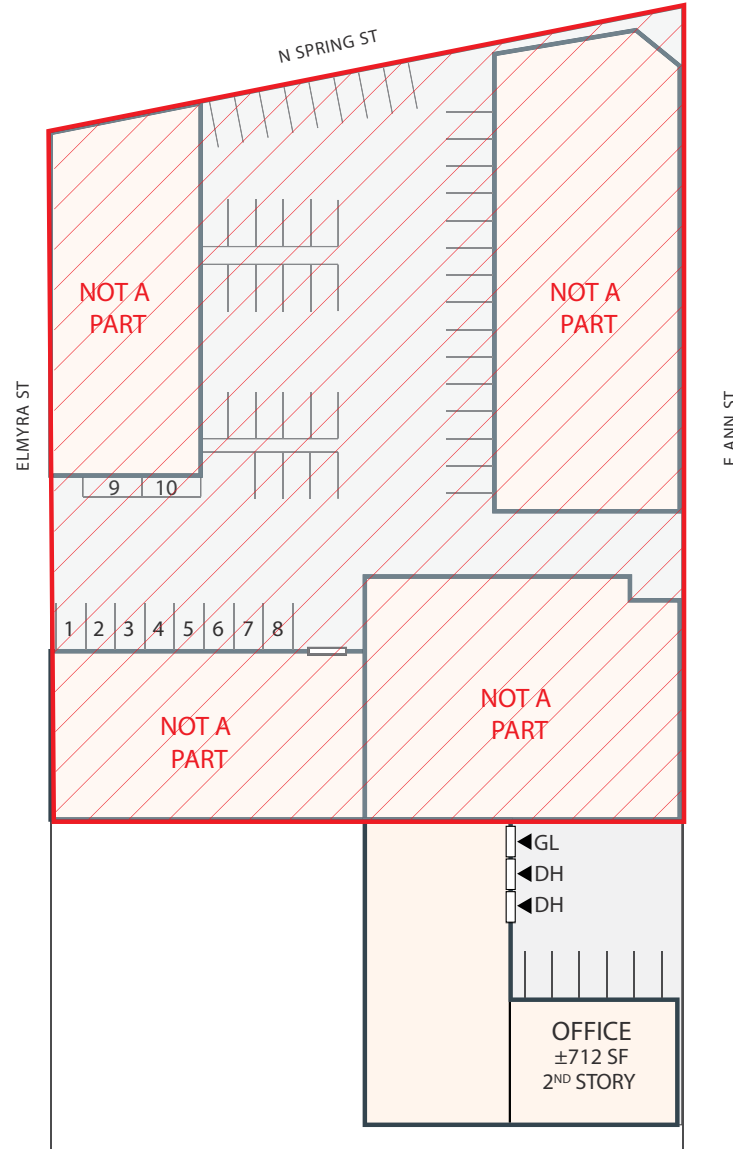 N SPRING ST
NOT A
PART
NOT A
PART
ELMYRA ST
E ANN ST
9
10
1
2
3
4
5
6
7
8
NOT A
PART
NOT A
PART
GL
DH
DH
OFFICE
±712 SF
2ND STORY